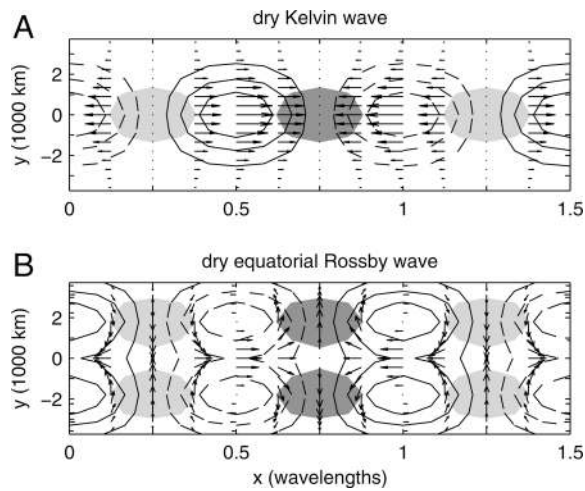 A
dry Kelvin wave
y (1000 km)
2
0
−2
0 0.5 1 1.5
B
dry equatorial Rossby wave
y (1000 km)
2
0
−2
0 0.5 1 1.5
x (wavelengths)